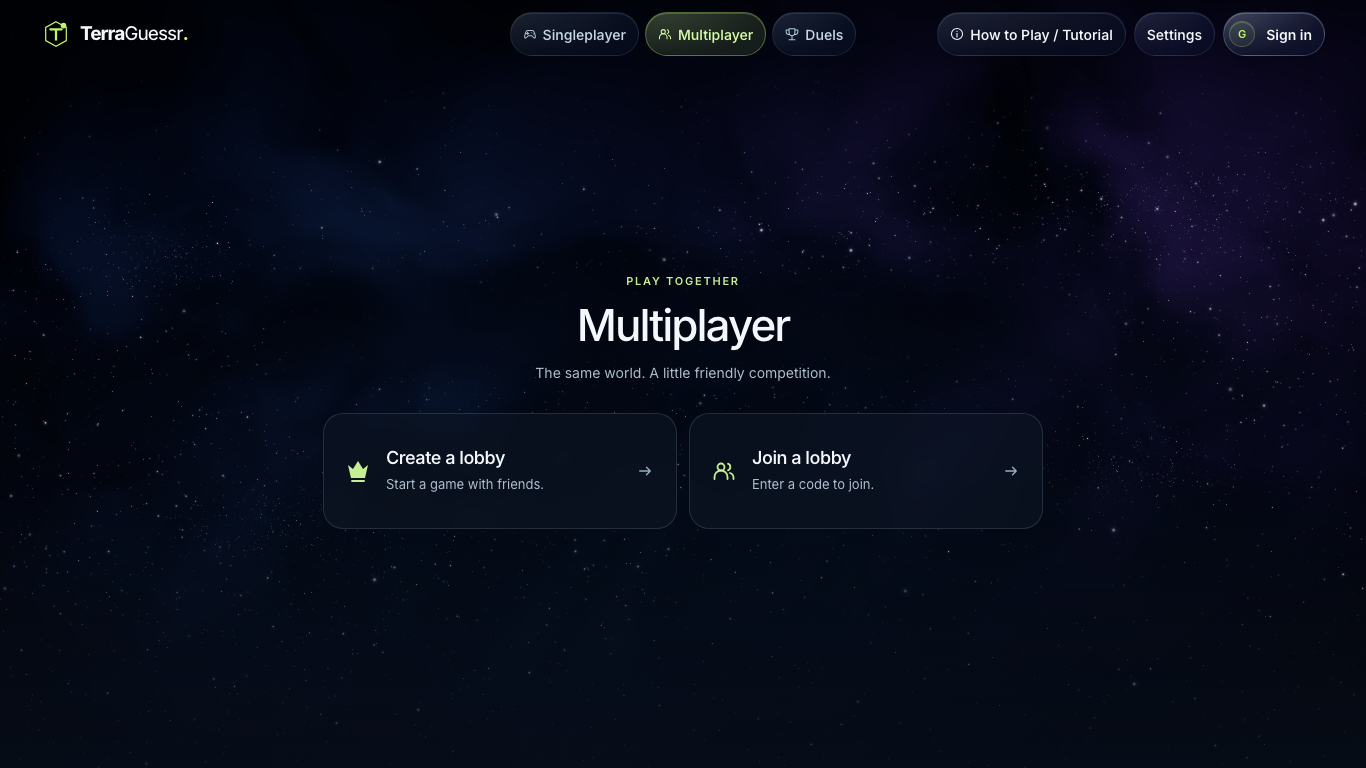 TerraGuessr.
Singleplayer
Multiplayer
Duels
How to Play / Tutorial
Settings
G
Sign in
PLAY TOGETHER
Multiplayer
The same world. A little friendly competition.
Create a lobby
Start a game with friends.
Join a lobby
Enter a code to join.